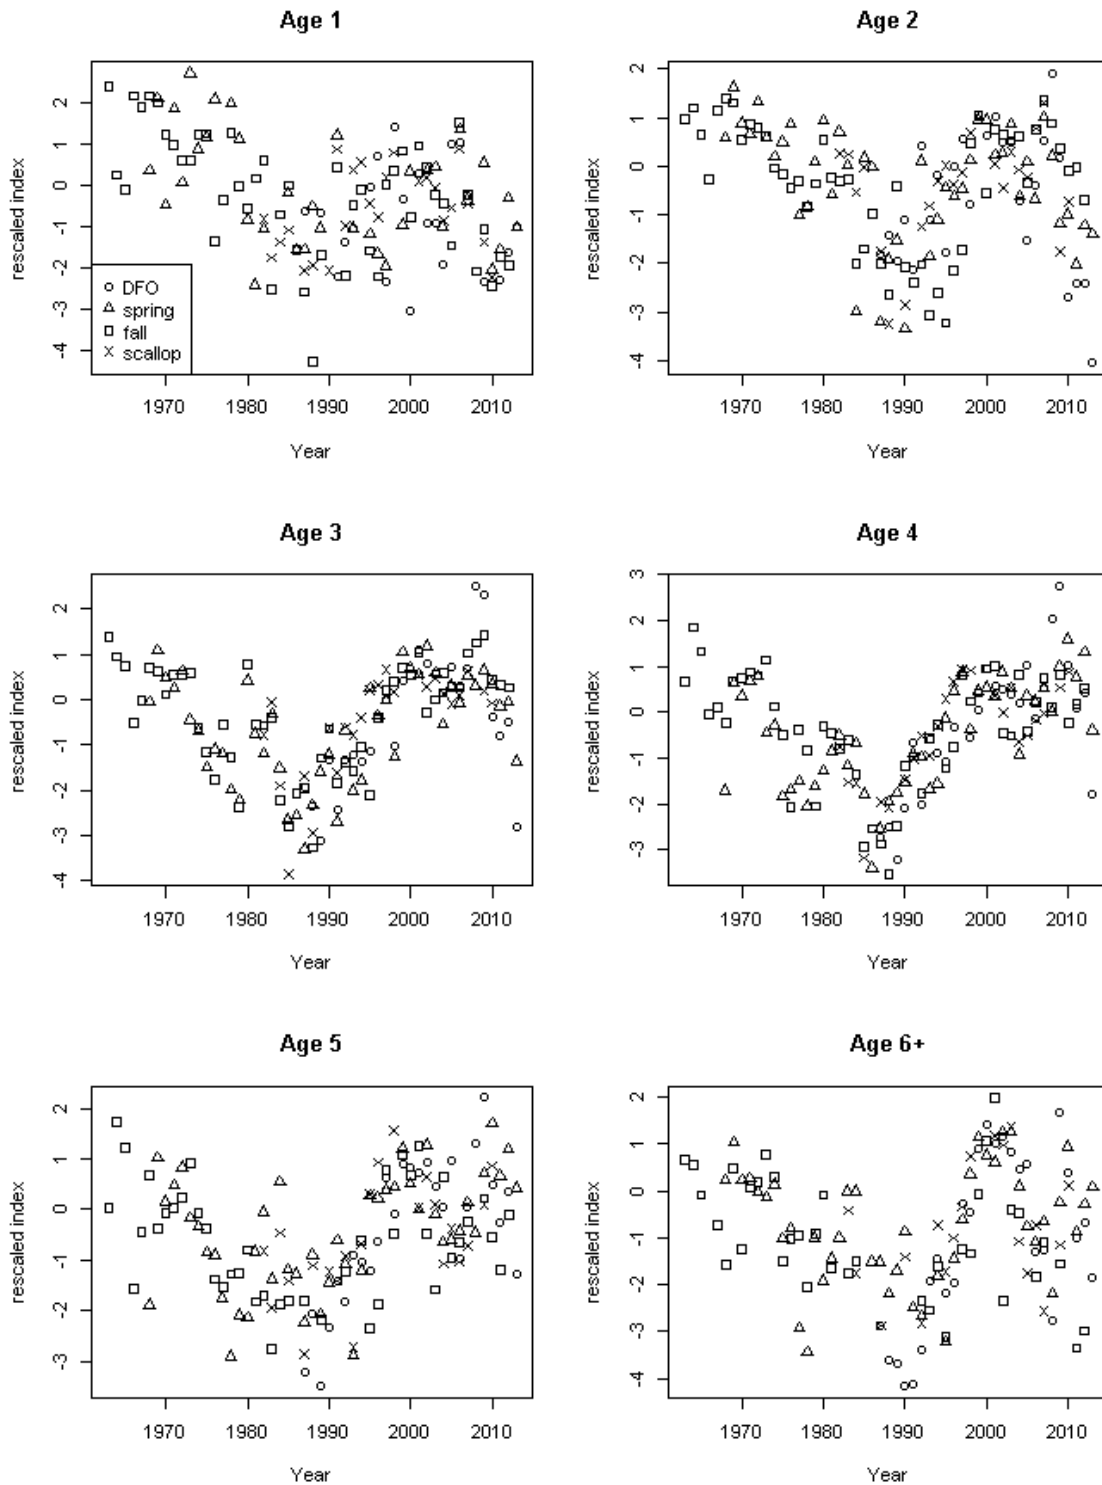 Age 1
rescaled index
2
1
0
-1
-2
-3
-4
DFO
spring
fall
scallop
1970 1980 1990 2000 2010
Year
Age 2
rescaled index
2
1
0
-1
-2
-3
-4
1970 1980 1990 2000 2010
Year
Age 3
rescaled index
2
1
0
-1
-2
-3
-4
1970 1980 1990 2000 2010
Year
Age 4
rescaled index
3
2
1
0
-1
-2
-3
1970 1980 1990 2000 2010
Year
Age 5
rescaled index
2
1
0
-1
-2
-3
1970 1980 1990 2000 2010
Year
Age 6+
rescaled index
2
1
0
-1
-2
-3
-4
1970 1980 1990 2000 2010
Year